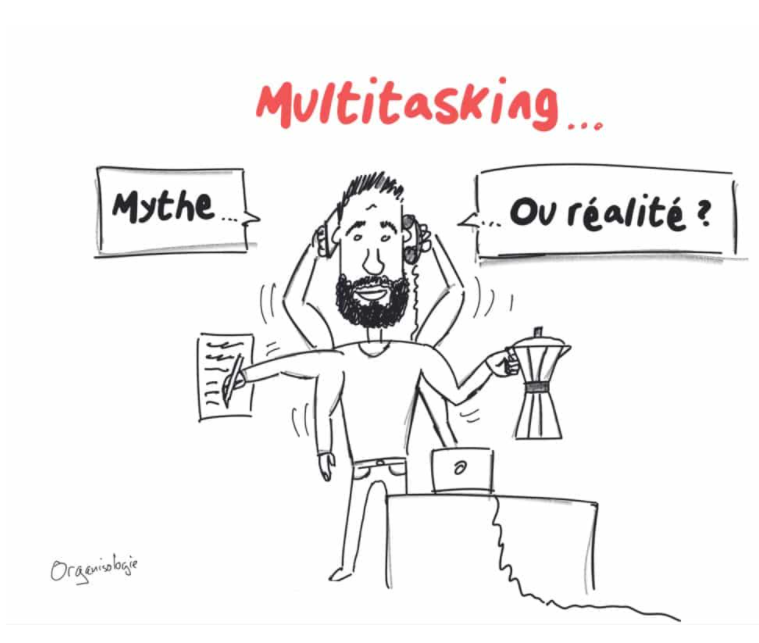 Multitasking...
Mythe...
...Ou réalité ?
Organisologie